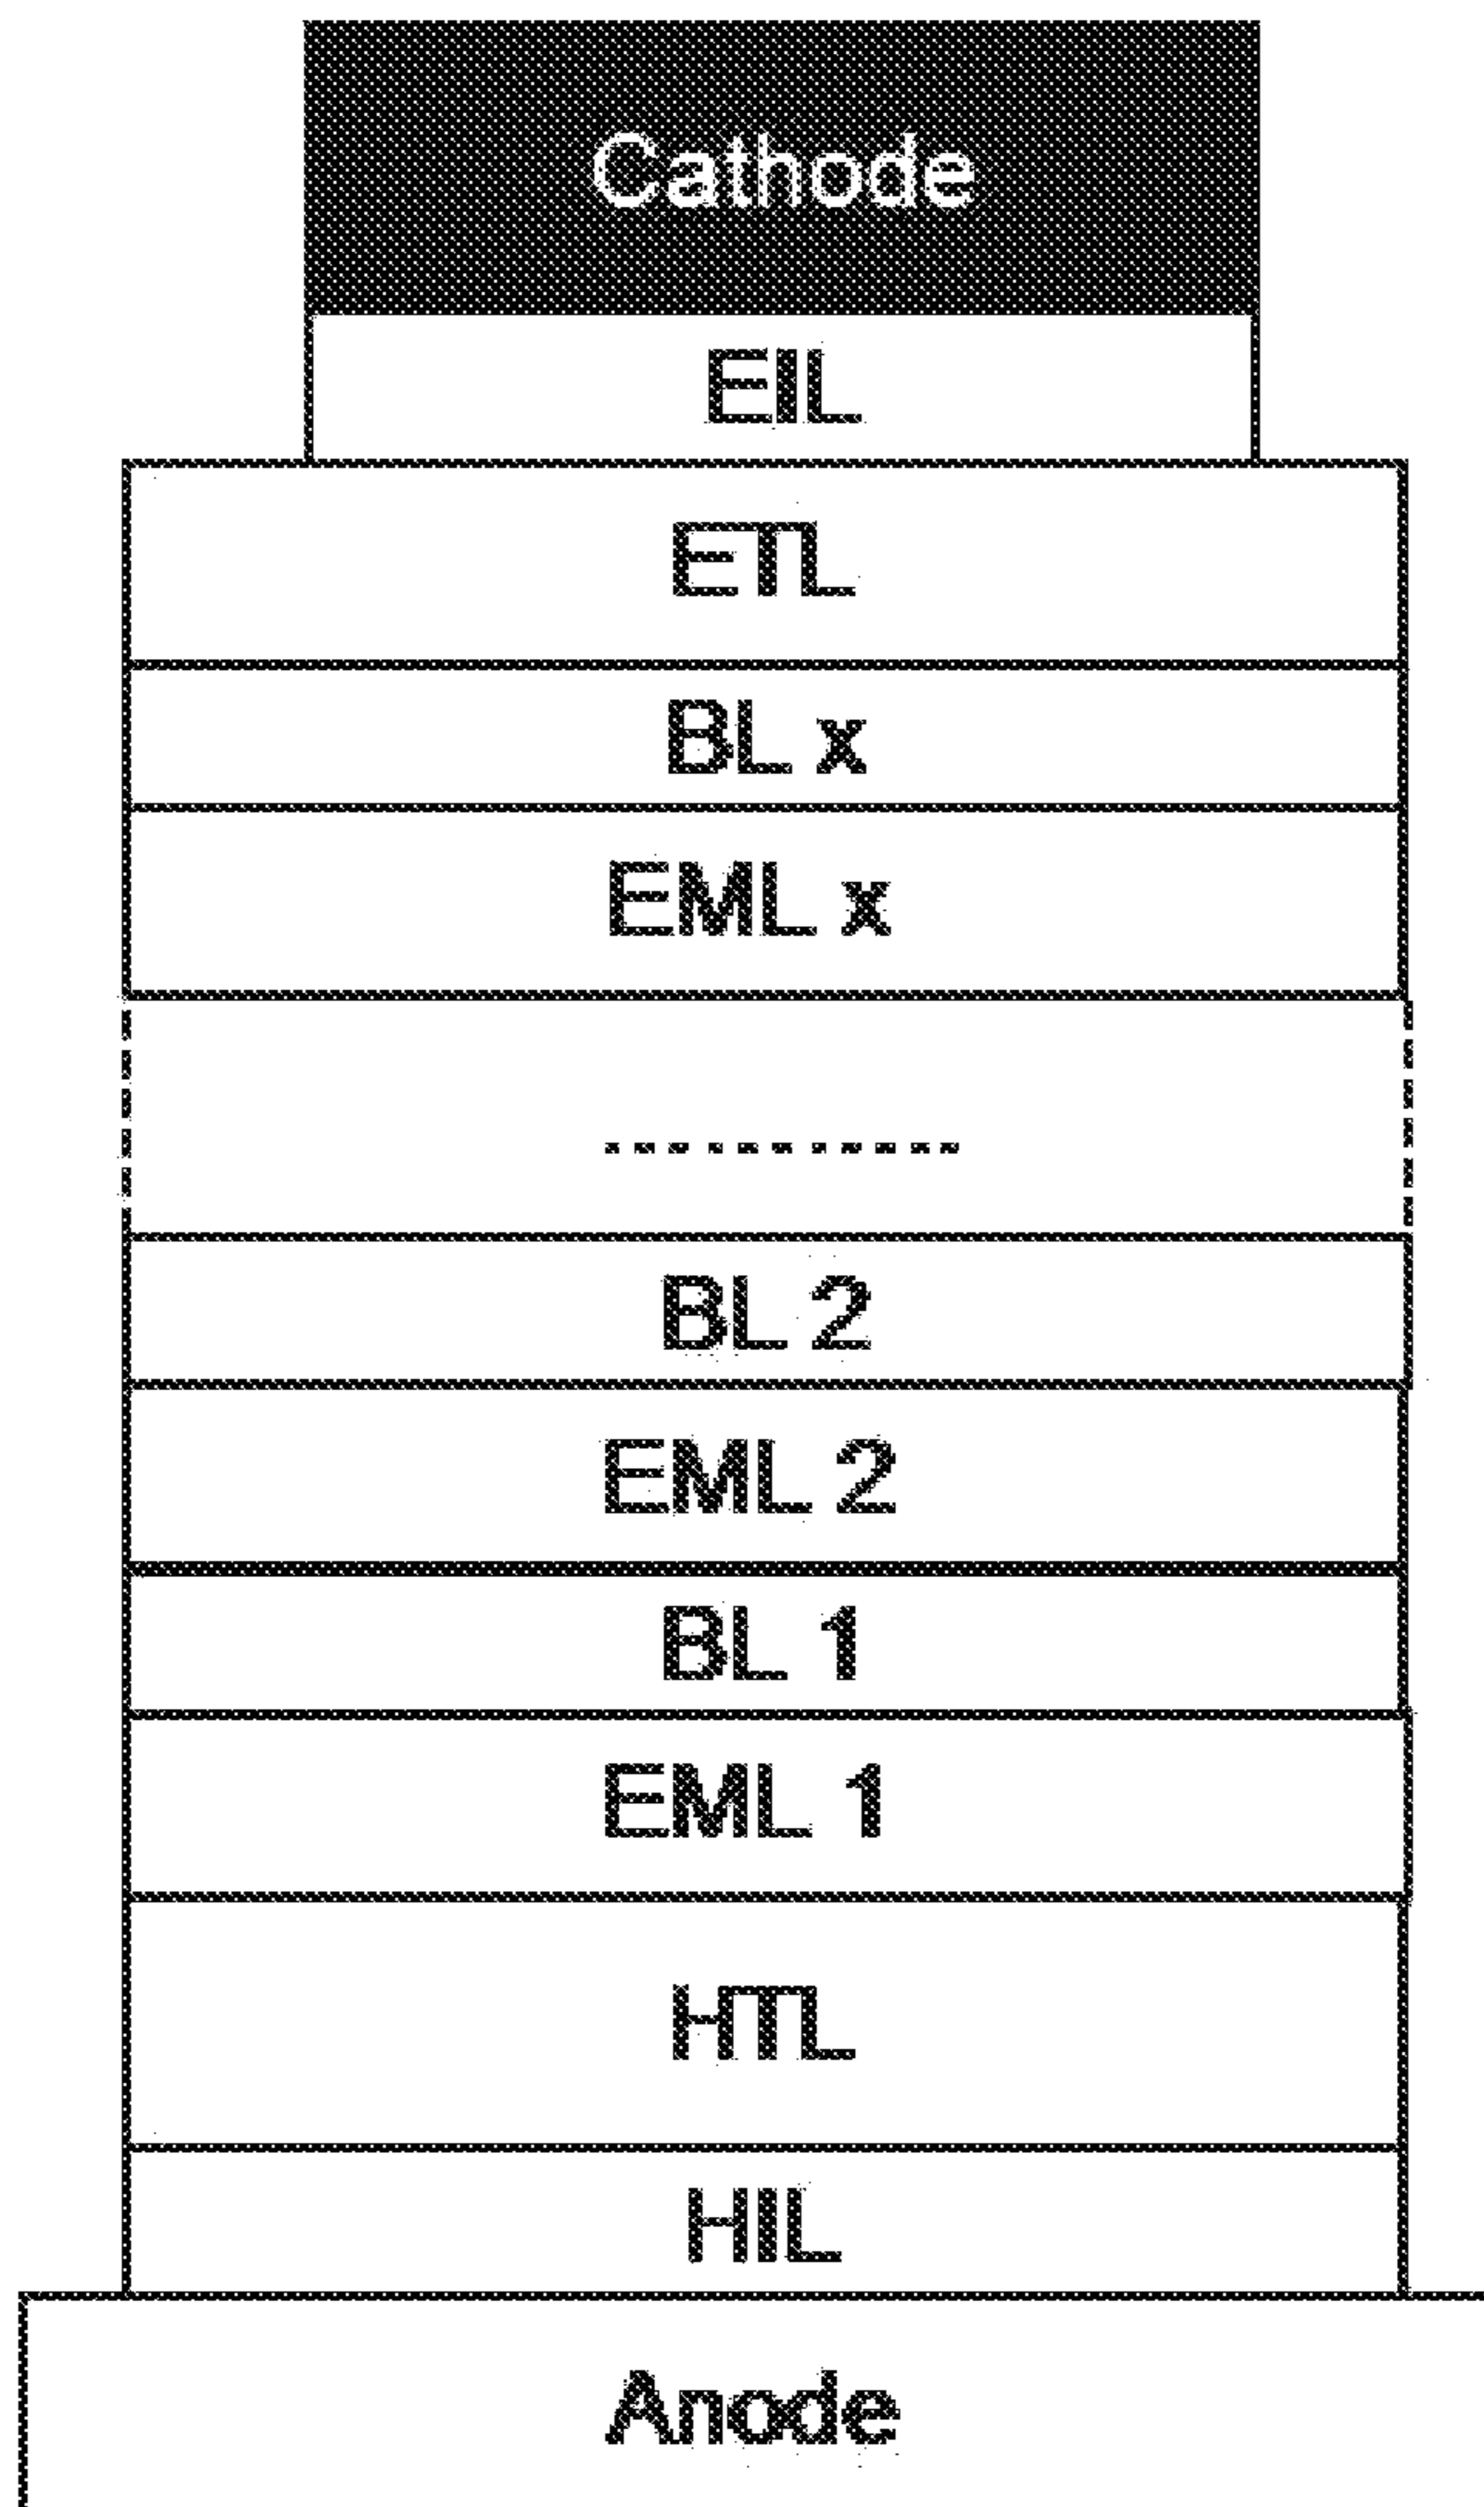 Cathode
EIL
ETL
BL x
EML x
............
BL 2
EML 2
BL 1
EML 1
HTL
HIL
Anode